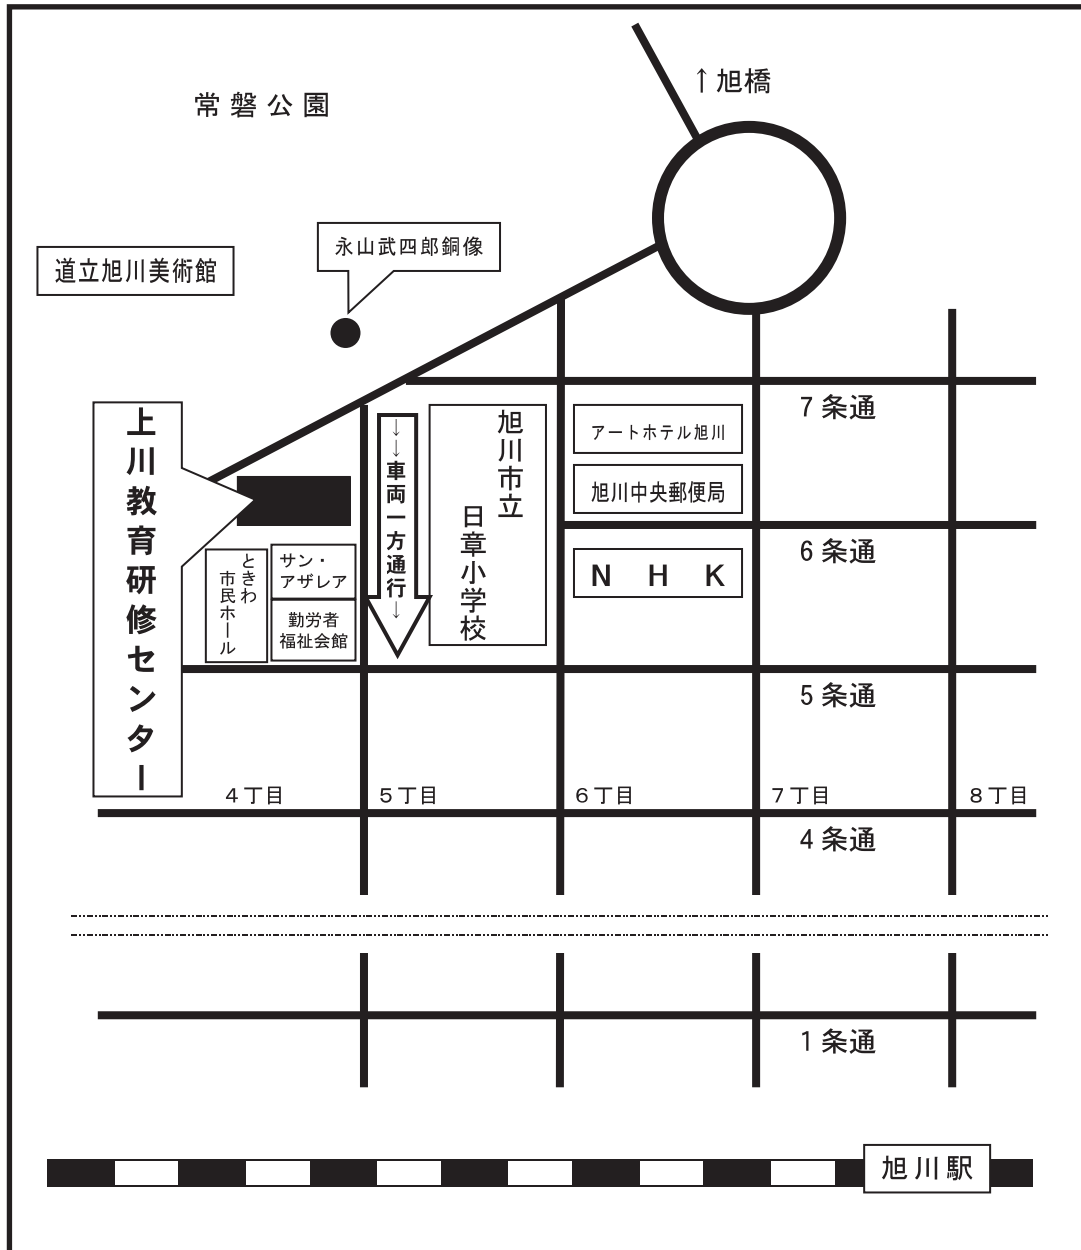 ↑旭橋
常磐公園
永山武四郎銅像
道立旭川美術館
上川教育研修センター
↓↓車両一方通行↓
旭川市立
日章小学校
アートホテル旭川
7条通
旭川中央郵便局
6条通
NHK
ときわ
市民ホール
サン・
アザレア
勤労者
福祉会館
5条通
4丁目
5丁目
6丁目
7丁目
8丁目
4条通
1条通
旭川駅